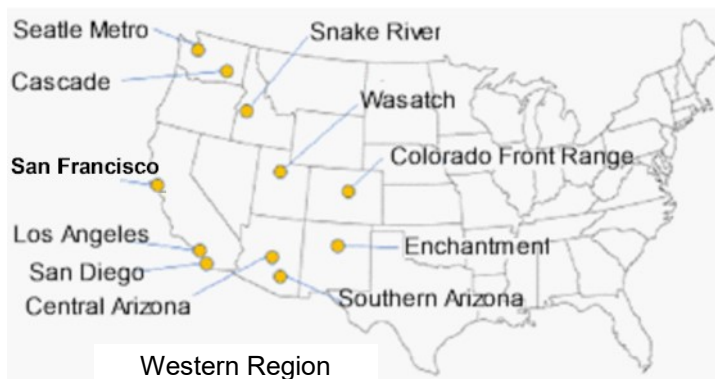 Seatle Metro
Snake River
Cascade
Wasatch
Colorado Front Range
San Francisco
Los Angeles
Enchantment
San Diego
Central Arizona
Southern Arizona
Western Region